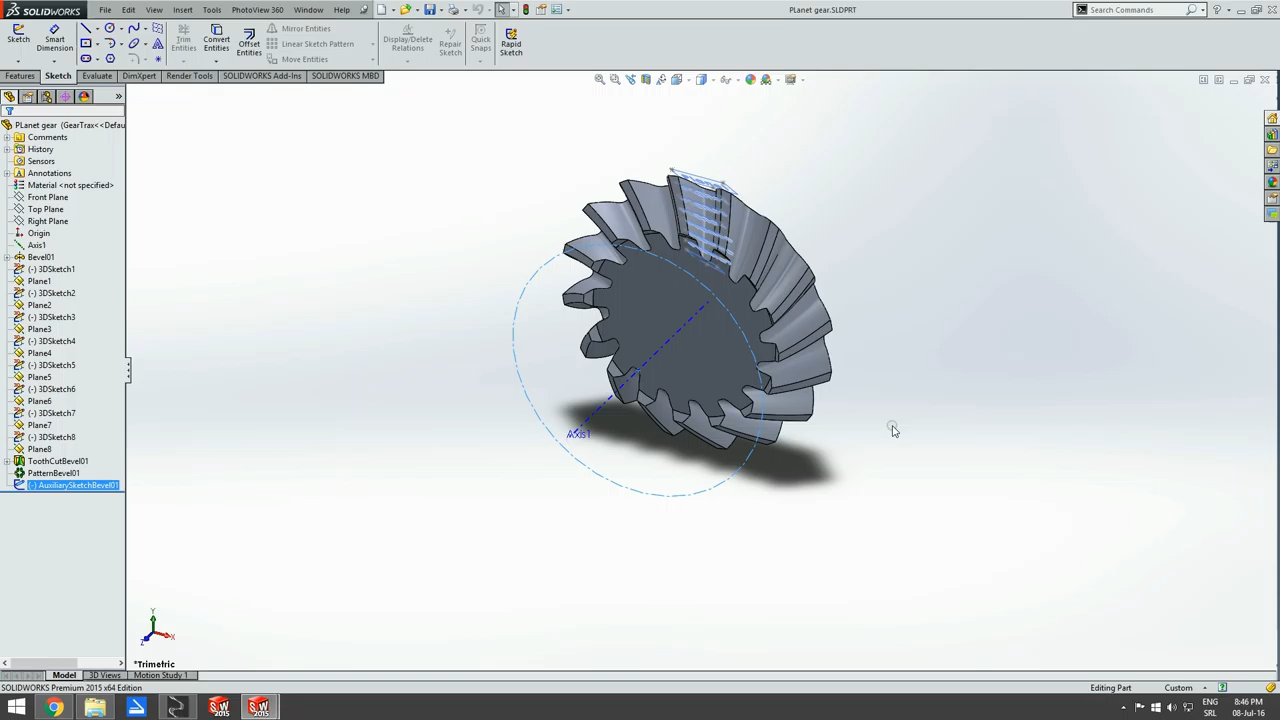 SOLIDWORKS File Edit View Insert Tools PhotoView 360 Window Help Planet gear.SLDPRT Search Commands
Sketch Smart Dimension Trim Entities Convert Entities Offset Entities Mirror Entities Linear Sketch Pattern Move Entities Display/Delete Relations Repair Sketch Quick Snaps Rapid Sketch
Features Sketch Evaluate DimXpert Render Tools SOLIDWORKS Add-Ins SOLIDWORKS MBD
PLanet gear (GearTrax<<Defau
Comments
History
Sensors
Annotations
Material <not specified>
Front Plane
Top Plane
Right Plane
Origin
Axis1
Bevel01
(-) 3DSketch1
Plane1
(-) 3DSketch2
Plane2
(-) 3DSketch3
Plane3
(-) 3DSketch4
Plane4
(-) 3DSketch5
Plane5
(-) 3DSketch6
Plane6
(-) 3DSketch7
Plane7
(-) 3DSketch8
Plane8
ToothCutBevel01
PatternBevel01
(-) AuxiliarySketchBevel01
Axis1
Y
X
Z
*Trimetric
Model 3D Views Motion Study 1
SOLIDWORKS Premium 2015 x64 Edition Editing Part Custom
2015 2015 ENG 8:46 PM
SRL 08-Jul-16